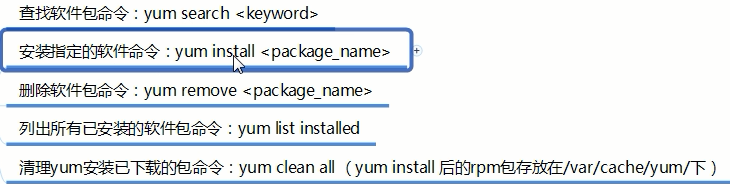 查找软件包命令：yum search <keyword>
安装指定的软件命令：yum install <package_name>
删除软件包命令：yum remove <package_name>
列出所有已安装的软件包命令：yum list installed
清理yum安装已下载的包命令：yum clean all（yum install 后的rpm包存放在/var/cache/yum/下）